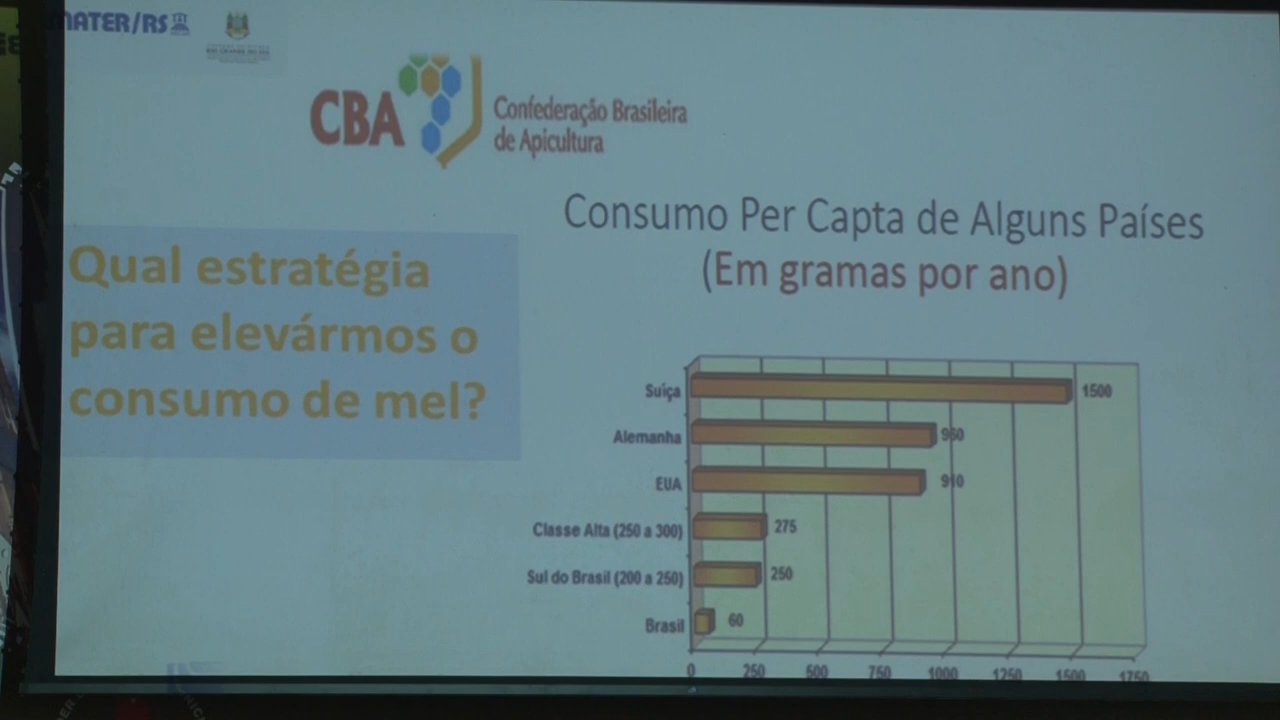 MATER/RS
CBA
Confederação Brasileira
de Apicultura
Consumo Per Capta de Alguns Países
(Em gramas por ano)
Qual estratégia
para elevármos o
consumo de mel?
Suíça 1500
Alemanha 960
EUA 910
Classe Alta (250 a 300) 275
Sul do Brasil (200 a 250) 250
Brasil 60
0 250 500 750 1000 1250 1500 1750